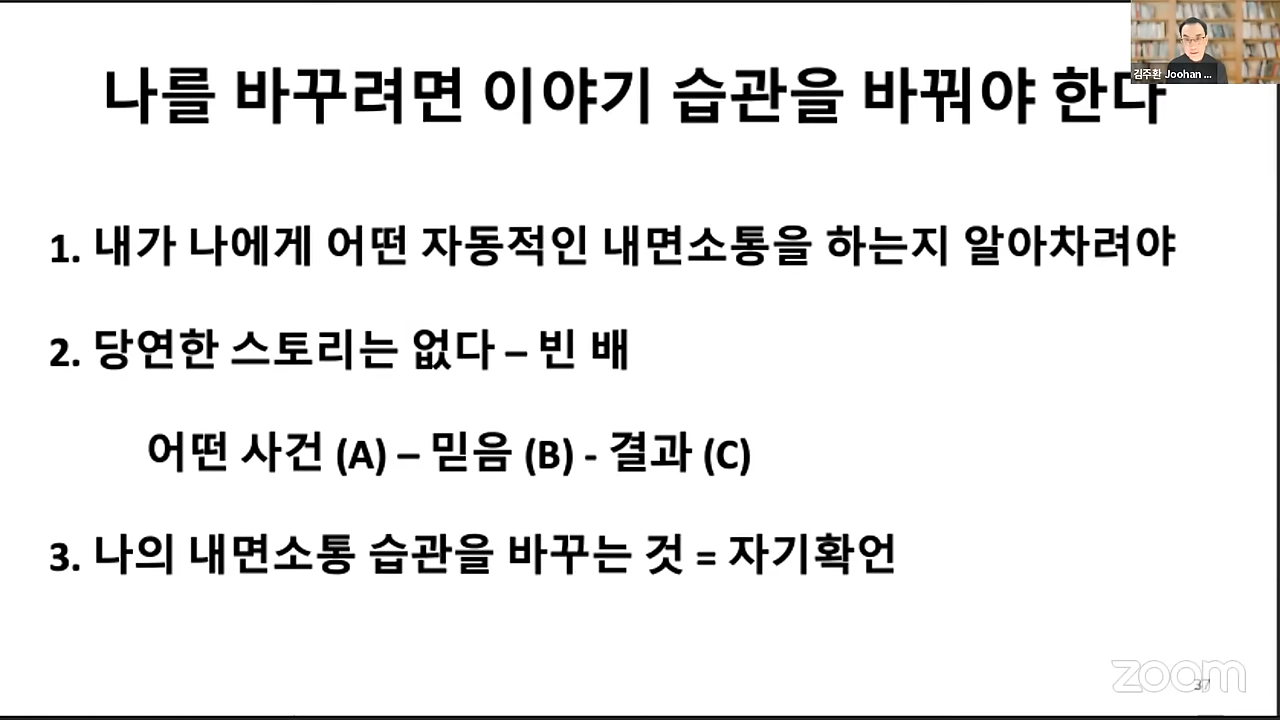 김주환 Joohan ...
나를 바꾸려면 이야기 습관을 바꿔야 한다
1. 내가 나에게 어떤 자동적인 내면소통을 하는지 알아차려야
2. 당연한 스토리는 없다 – 빈 배
어떤 사건 (A) – 믿음 (B) - 결과 (C)
3. 나의 내면소통 습관을 바꾸는 것 = 자기확언
zoom
37